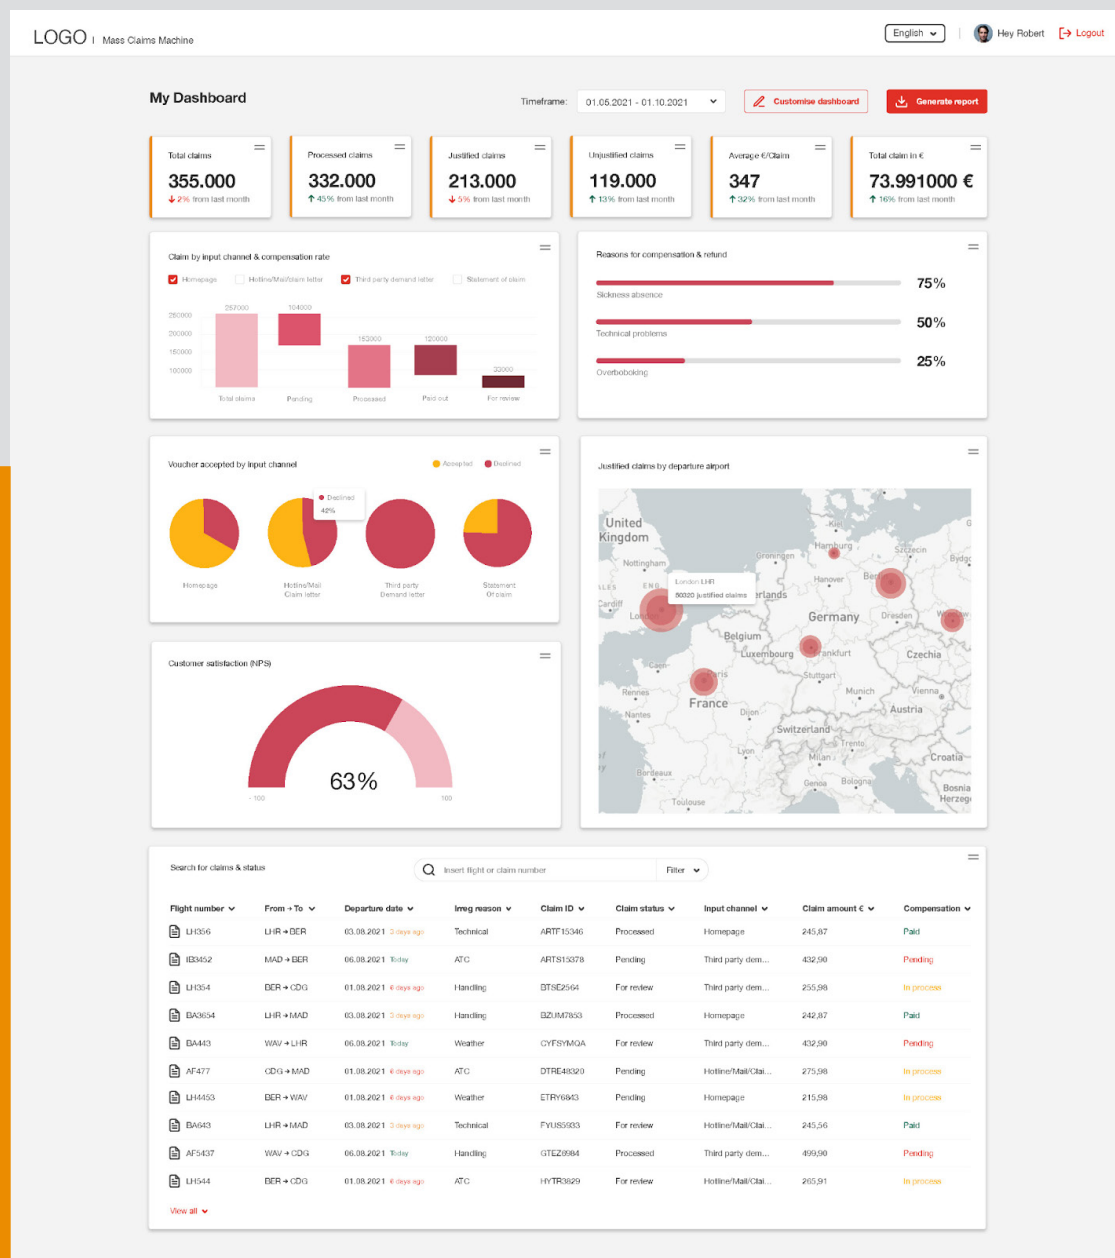 LOGO | Mass Claims Machine
English
Hey Robert
Logout
My Dashboard
Timeframe:
01.05.2021 - 01.10.2021
Customise dashboard
Generate report
Total claims
355.000
2% from last month
Processed claims
332.000
45% from last month
Justified claims
213.000
5% from last month
Unjustified claims
119.000
13% from last month
Average €/Claim
347
32% from last month
Total claim in €
73.991000 €
16% from last month
Claim by input channel & compensation rate
Homepage
Hotline/Mail/claim letter
Third party demand letter
Statement of claim
257000
104000
153000
120000
33000
200000
150000
100000
Total claims
Pending
Processed
Paid out
For review
Reasons for compensation & refund
75%
Sickness absence
50%
Technical problems
25%
Overboboking
Voucher accepted by input channel
Accepted
Declined
Declined
42%
Homepage
Hotline/Mail
Claim letter
Third party
Demand letter
Statement
Of claim
Customer satisfaction (NPS)
63%
- 100
100
Justified claims by departure airport
United
Kingdom
Kiel
Hamburg
Szczecin
Bydg
Groningen
Nottingham
Hanover
Ber
ALES
ENG
London LHR
50020 justified claims
erlands
Cardiff
Lond
Germany
Dresden
Belgium
Luxembourg
rankfurt
Czechia
Caen
ris
Stuttgart
Rennes
France
Munich
Vienna
Nantes
Dijon
Austria
Switzerland
Lyon
Milan
Trento
Croatia
Bordeaux
Genoa
Bologna
Bosnia
Herzeg
Toulouse
Search for claims & status
Insert flight or claim number
Filter
Flight number From → To Departure date Irreg reason Claim ID Claim status Input channel Claim amount € Compensation
LH356 LHR → BER 03.08.2021 3 days ago Technical ARTF15346 Processed Homepage 245,87 Paid
IB3452 MAD → BER 06.08.2021 Today ATC ARTS15378 Pending Third party dem... 432,90 Pending
LH354 BER → CDG 01.08.2021 6 days ago Handling BTSE2564 For review Third party dem... 255,98 In process
BA3654 LHR → MAD 03.08.2021 3 days ago Handling BZUM7853 Processed Homepage 242,87 Paid
BA443 WAV → LHR 06.08.2021 Today Weather CYFSYMQA For review Third party dem... 432,90 Pending
AF477 CDG → MAD 01.08.2021 6 days ago ATC DTRE48320 Pending Hotline/Mail/Clai... 275,98 In process
LH4453 BER → WAV 01.08.2021 6 days ago Weather ETRY6843 Pending Homepage 215,98 In process
BA643 LHR → MAD 03.08.2021 3 days ago Technical FYUS5933 For review Hotline/Mail/Clai... 245,56 Paid
AF5437 WAV → CDG 06.08.2021 Today Handling GTEZ6984 Processed Third party dem... 499,90 Pending
LH544 BER → CDG 01.08.2021 6 days ago ATC HYTR3829 For review Hotline/Mail/Clai... 265,91 In process
View all